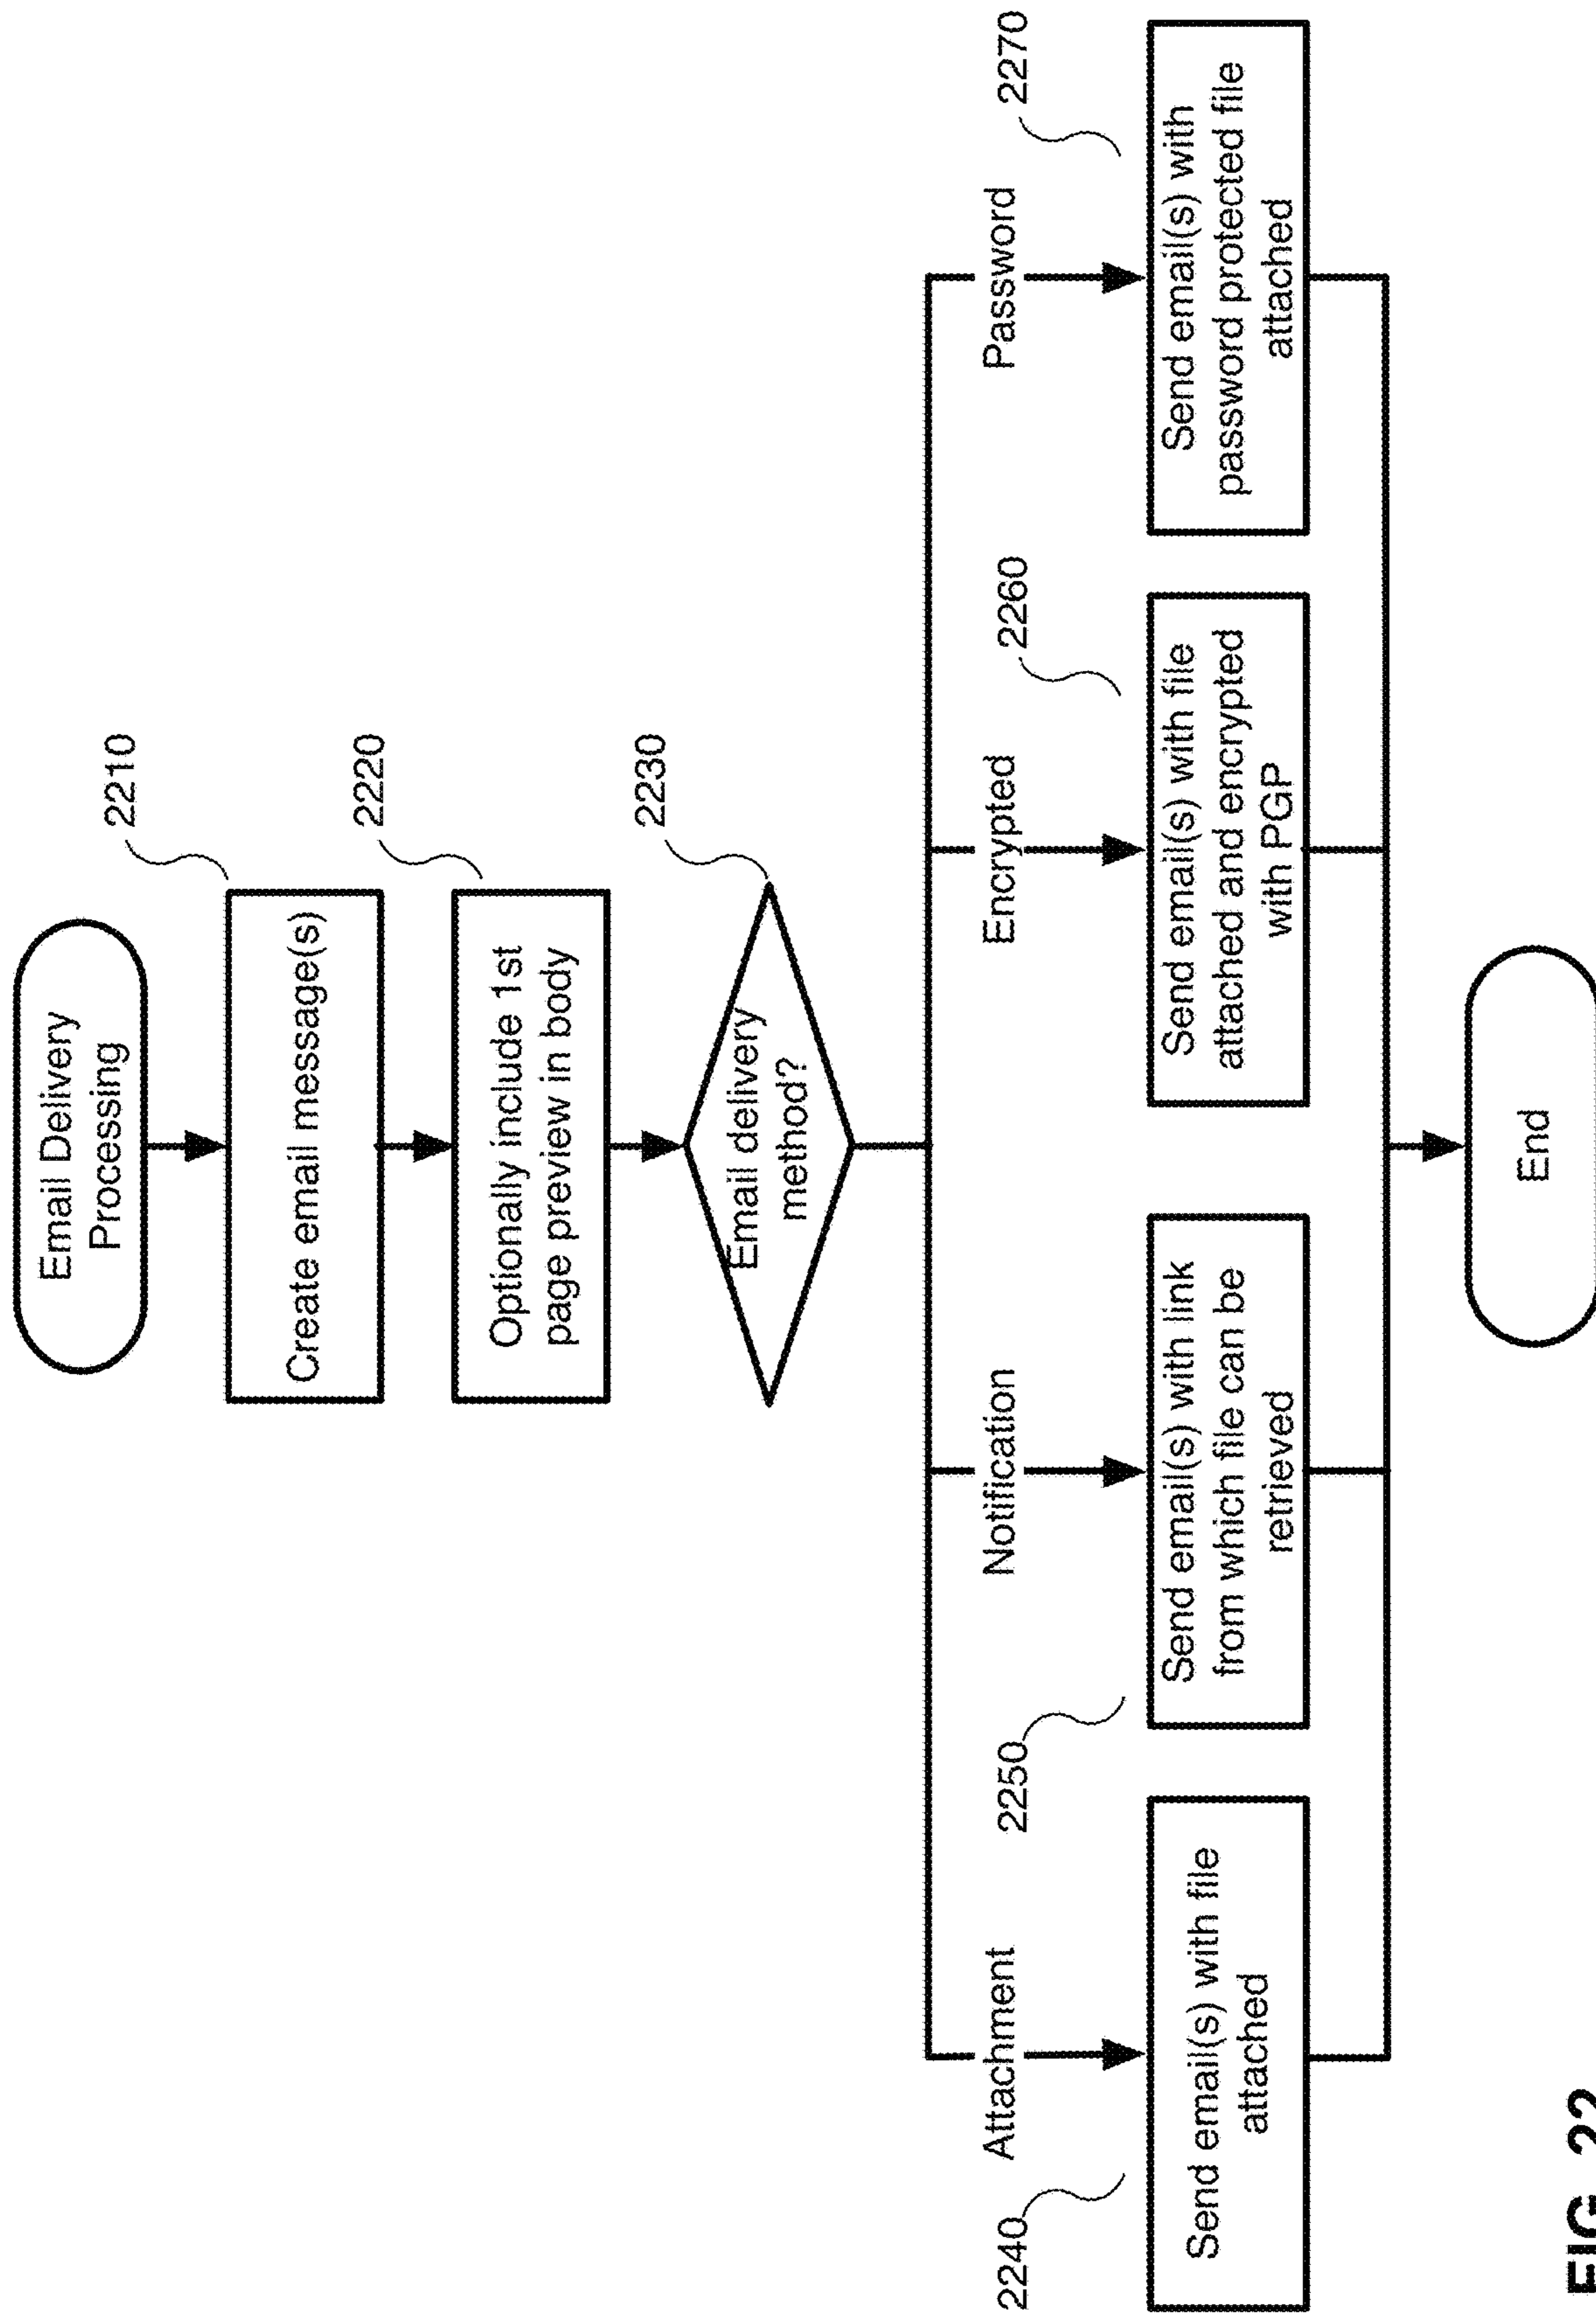 Email Delivery
Processing
2210
Create email message(s)
2220
Optionally include 1st
page preview in body
2230
Email delivery
method?
Attachment
Notification
Encrypted
Password
2240
2250
2260
2270
Send email(s) with file
attached
Send email(s) with link
from which file can be
retrieved
Send email(s) with file
attached and encrypted
with PGP
Send email(s) with
password protected file
attached
End
FIG. 22